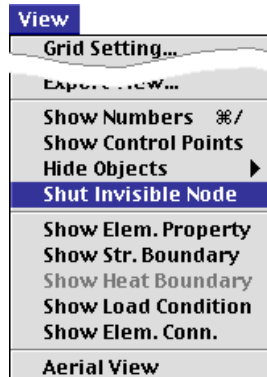 View
Grid Setting...
Show Numbers ⌘/
Show Control Points
Hide Objects
Shut Invisible Node
Show Elem. Property
Show Str. Boundary
Show Heat Boundary
Show Load Condition
Show Elem. Conn.
Aerial View